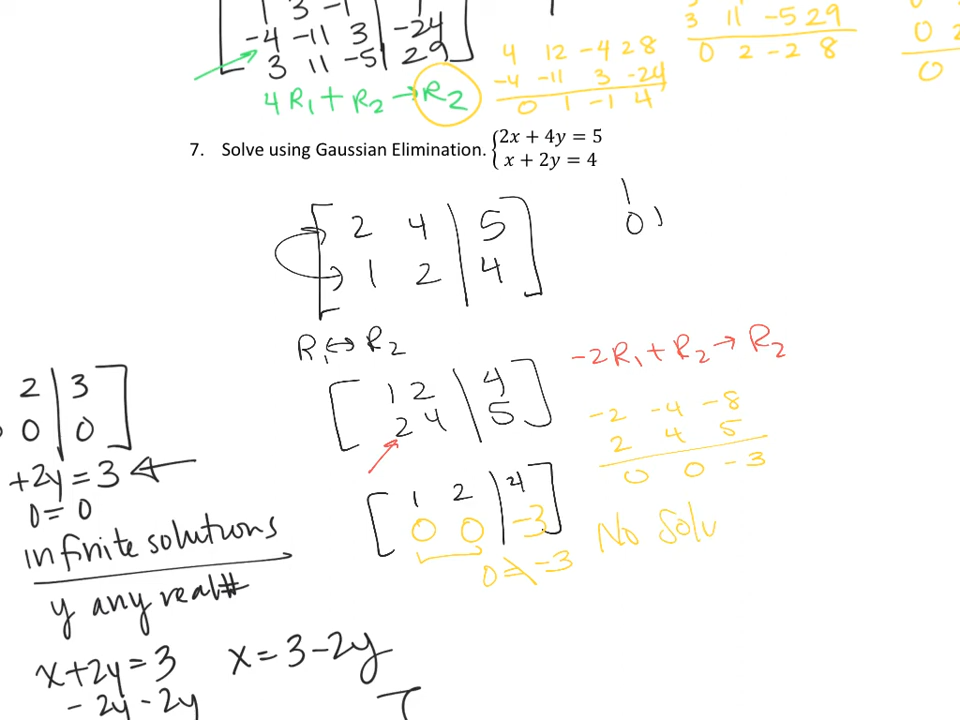 1 3 -1
-4 -11 3 | -24
3 11 -5 | 29
4R₁ + R₂ → R₂
4 12 -4 28
-4 -11 3 -24
0 1 -1 4
3 11 -5 29
0 2 -2 8
0
0
7. Solve using Gaussian Elimination. {2x + 4y = 5
x + 2y = 4
2 4 | 5
1 2 | 4
1
0
R₁ ↔ R₂
-2R₁ + R₂ → R₂
1 2 | 4
2 4 | 5
-2 -4 -8
2 4 5
0 0 -3
1 2 | 4
0 0 | -3
0 ≠ -3
No Solu
2 | 3
0 | 0
+2y = 3 ←
0 = 0
infinite solutions
y any real #
x + 2y = 3
x = 3 - 2y
- 2y - 2y